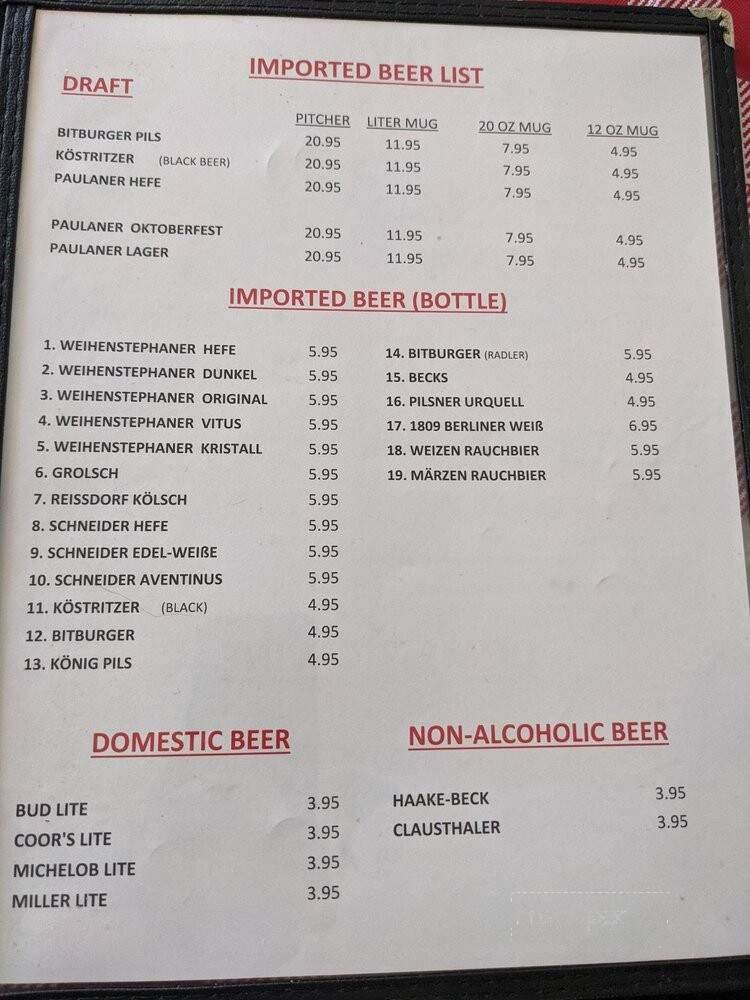 IMPORTED BEER LIST
DRAFT
PITCHER LITER MUG 20 OZ MUG 12 OZ MUG
BITBURGER PILS 20.95 11.95 7.95 4.95
KÖSTRITZER (BLACK BEER) 20.95 11.95 7.95 4.95
PAULANER HEFE 20.95 11.95 7.95 4.95
PAULANER OKTOBERFEST 20.95 11.95 7.95 4.95
PAULANER LAGER 20.95 11.95 7.95 4.95
IMPORTED BEER (BOTTLE)
1. WEIHENSTEPHANER HEFE 5.95
2. WEIHENSTEPHANER DUNKEL 5.95
3. WEIHENSTEPHANER ORIGINAL 5.95
4. WEIHENSTEPHANER VITUS 5.95
5. WEIHENSTEPHANER KRISTALL 5.95
6. GROLSCH 5.95
7. REISSDORF KÖLSCH 5.95
8. SCHNEIDER HEFE 5.95
9. SCHNEIDER EDEL-WEIßE 5.95
10. SCHNEIDER AVENTINUS 5.95
11. KÖSTRITZER (BLACK) 4.95
12. BITBURGER 4.95
13. KÖNIG PILS 4.95
14. BITBURGER (RADLER) 5.95
15. BECKS 4.95
16. PILSNER URQUELL 4.95
17. 1809 BERLINER WEIß 6.95
18. WEIZEN RAUCHBIER 5.95
19. MÄRZEN RAUCHBIER 5.95
DOMESTIC BEER
BUD LITE 3.95
COOR'S LITE 3.95
MICHELOB LITE 3.95
MILLER LITE 3.95
NON-ALCOHOLIC BEER
HAAKE-BECK 3.95
CLAUSTHALER 3.95